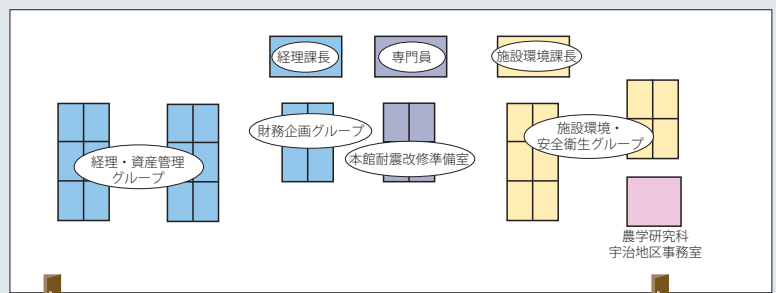 経理課長
専門員
施設環境課長
財務企画グループ
施設環境・
安全衛生グループ
経理・資産管理
グループ
本館耐震改修準備室
農学研究科
宇治地区事務室